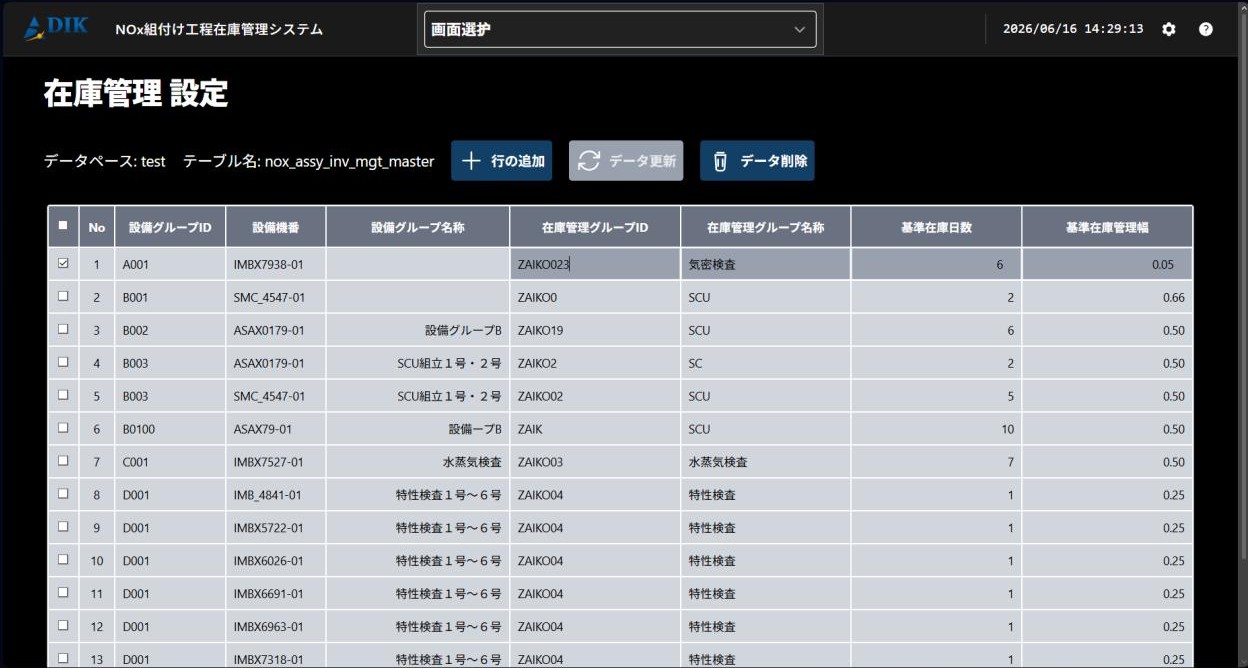 DIK NOx組付け工程在庫管理システム 画面選択 2026/06/16 14:29:13
在庫管理 設定
データベース: test テーブル名: nox_assy_inv_mgt_master 行の追加 データ更新 データ削除
No 設備グループID 設備機番 設備グループ名称 在庫管理グループID 在庫管理グループ名称 基準在庫日数 基準在庫管理幅
1 A001 IMBX7938-01 ZAIKO023 気密検査 6 0.05
2 B001 SMC_4547-01 ZAIKO0 SCU 2 0.66
3 B002 ASAX0179-01 設備グループB ZAIKO19 SCU 6 0.50
4 B003 ASAX0179-01 SCU組立1号・2号 ZAIKO2 SC 2 0.50
5 B003 SMC_4547-01 SCU組立1号・2号 ZAIKO02 SCU 5 0.50
6 B0100 ASAX79-01 設備ープB ZAIK SCU 10 0.50
7 C001 IMBX7527-01 水蒸気検査 ZAIKO03 水蒸気検査 7 0.50
8 D001 IMB_4841-01 特性検査1号～6号 ZAIKO04 特性検査 1 0.25
9 D001 IMBX5722-01 特性検査1号～6号 ZAIKO04 特性検査 1 0.25
10 D001 IMBX6026-01 特性検査1号～6号 ZAIKO04 特性検査 1 0.25
11 D001 IMBX6691-01 特性検査1号～6号 ZAIKO04 特性検査 1 0.25
12 D001 IMBX6963-01 特性検査1号～6号 ZAIKO04 特性検査 1 0.25
13 D001 IMBX7318-01 特性検査1号～6号 ZAIKO04 特性検査 1 0.25